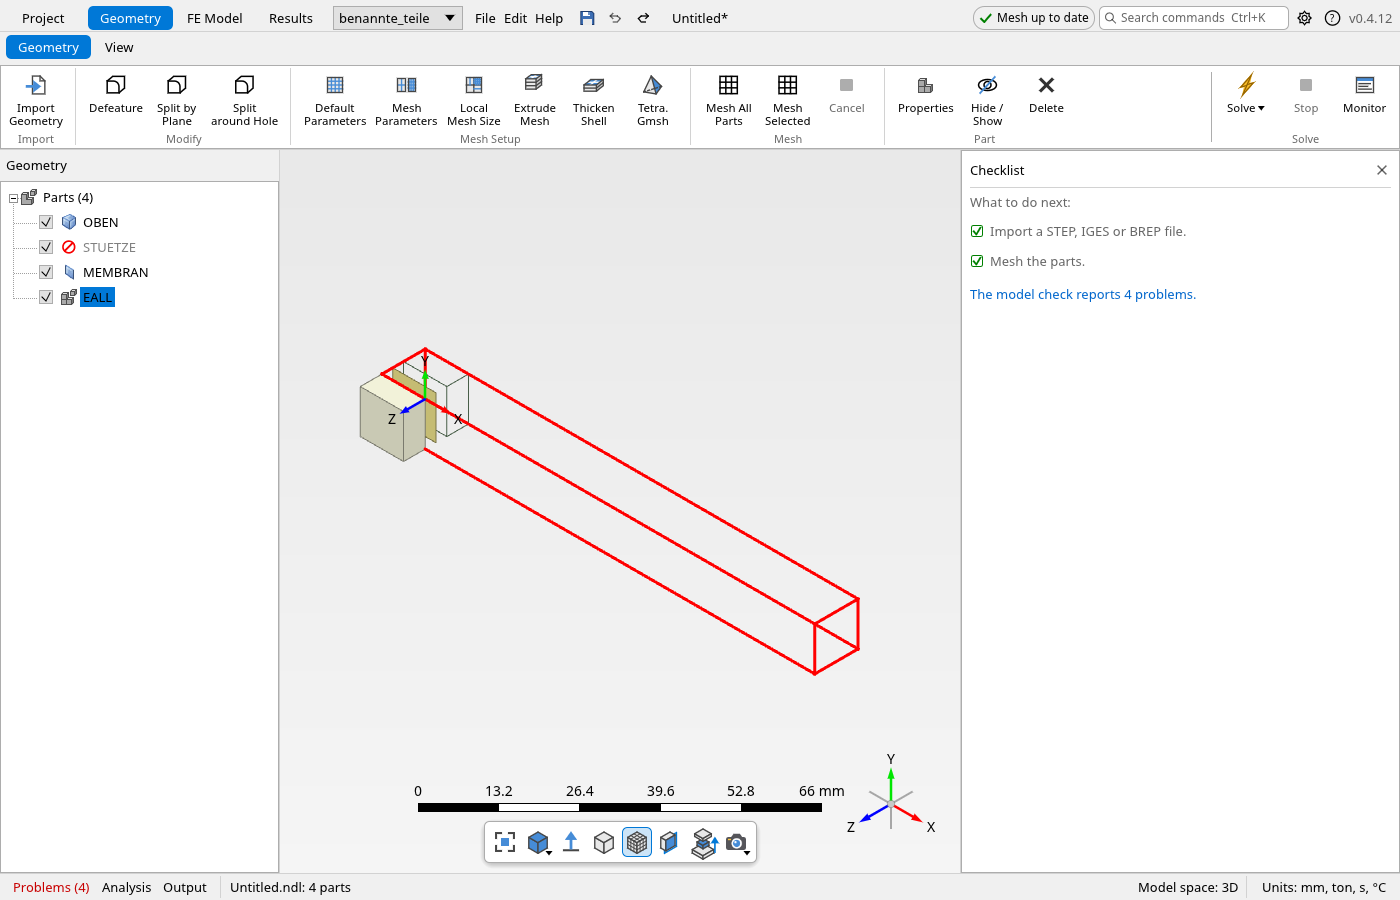 Project Geometry FE Model Results benannte_teile File Edit Help Untitled* Mesh up to date Search commands Ctrl+K v0.4.12
Geometry View
Import Geometry
Defeature
Split by Plane
Split around Hole
Default Parameters
Mesh Parameters
Local Mesh Size
Extrude Mesh
Thicken Shell
Tetra. Gmsh
Mesh All Parts
Mesh Selected
Cancel
Properties
Hide / Show
Delete
Solve
Stop
Monitor
Import Modify Mesh Setup Mesh Part Solve
Geometry
Parts (4)
OBEN
STUETZE
MEMBRAN
EALL
Y
Z X
0 13.2 26.4 39.6 52.8 66 mm
Y
Z X
Checklist
What to do next:
Import a STEP, IGES or BREP file.
Mesh the parts.
The model check reports 4 problems.
Problems (4) Analysis Output Untitled.ndl: 4 parts Model space: 3D Units: mm, ton, s, °C